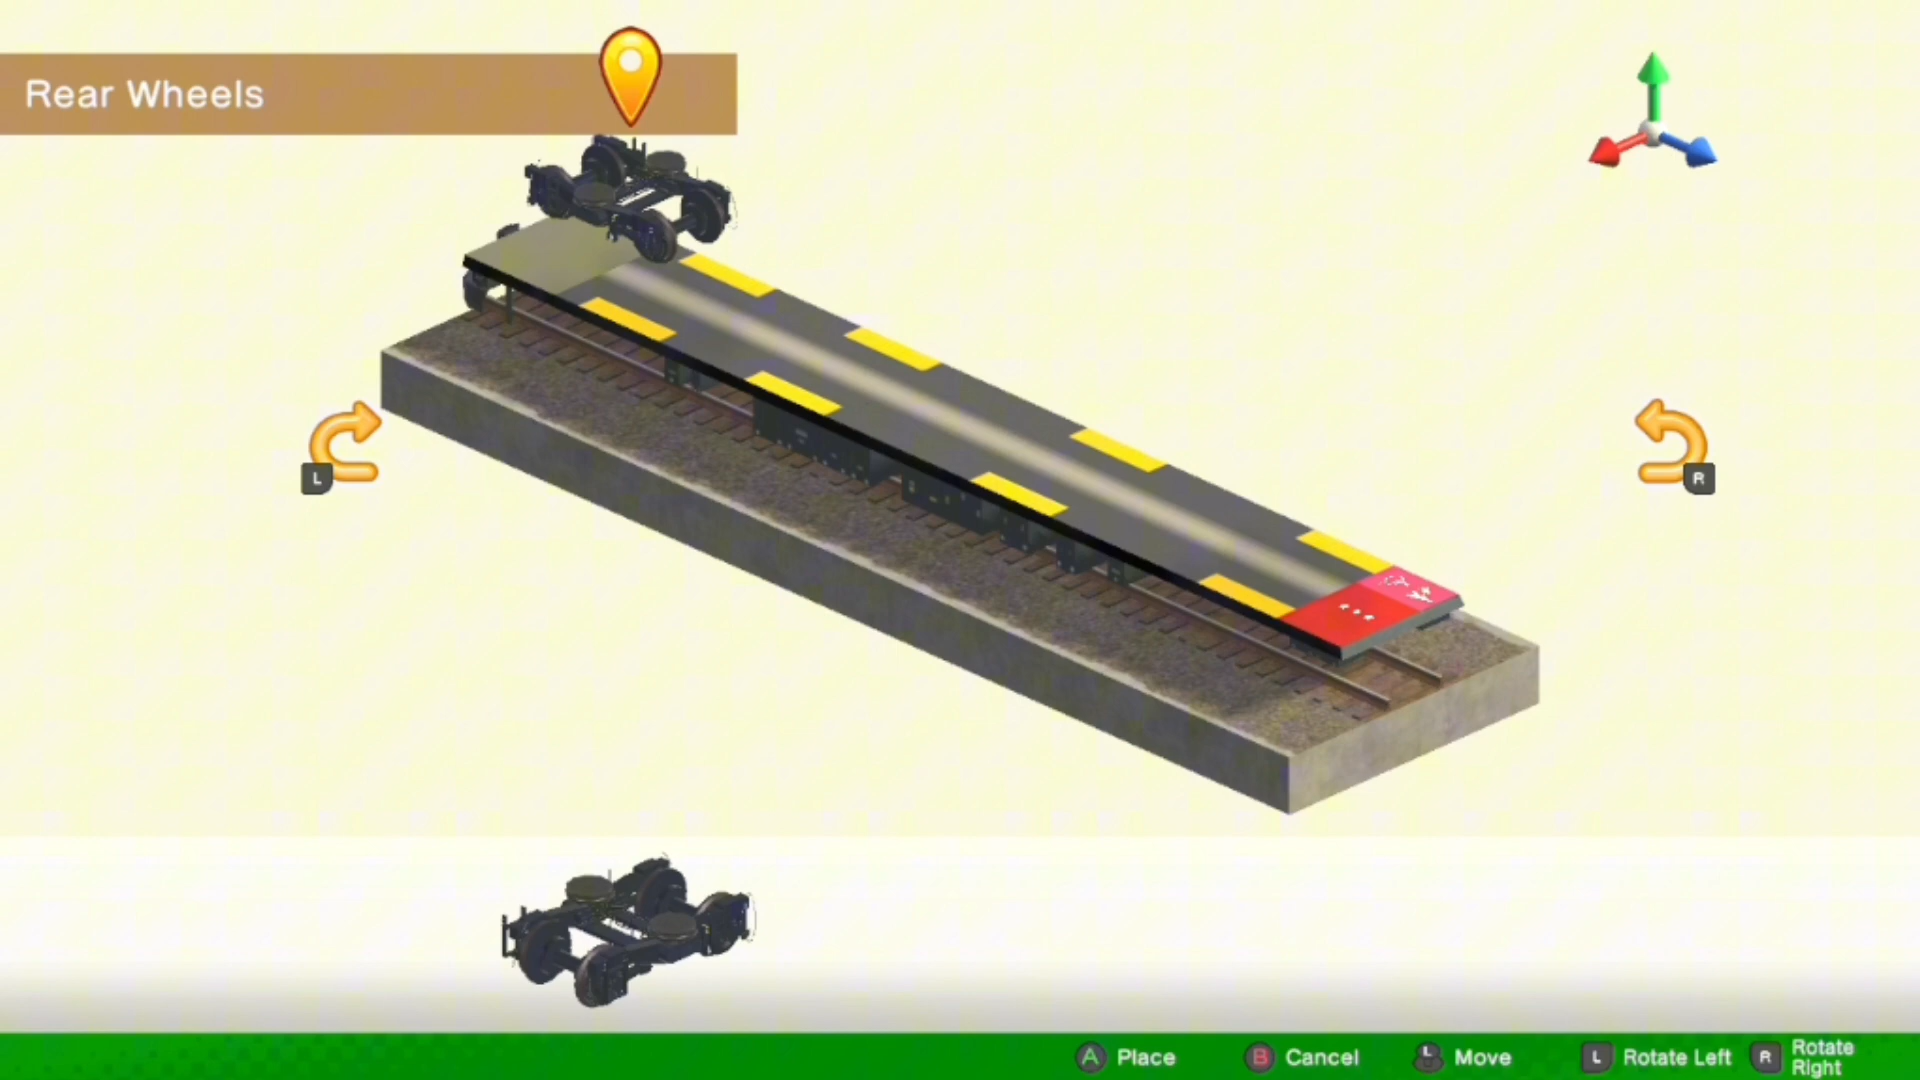 Rear Wheels
L
R
A Place
B Cancel
L Move
L Rotate Left
R Rotate
Right